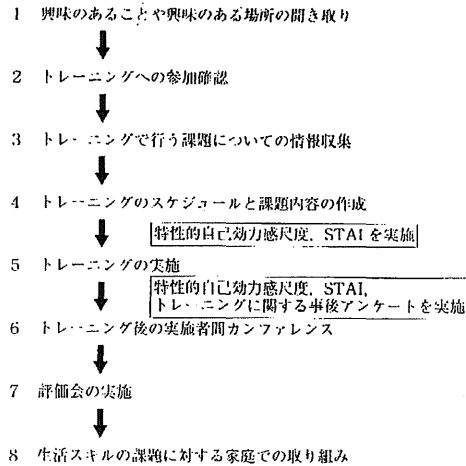 1 興味のあることや興味のある場所の聞き取り
2 トレーニングへの参加確認
3 トレーニングで行う課題についての情報収集
4 トレーニングのスケジュールと課題内容の作成
特性的自己効力感尺度，STAIを実施
5 トレーニングの実施
特性的自己効力感尺度，STAI，
トレーニングに関する事後アンケートを実施
6 トレーニング後の実施者間カンファレンス
7 評価会の実施
8 生活スキルの課題に対する家庭での取り組み